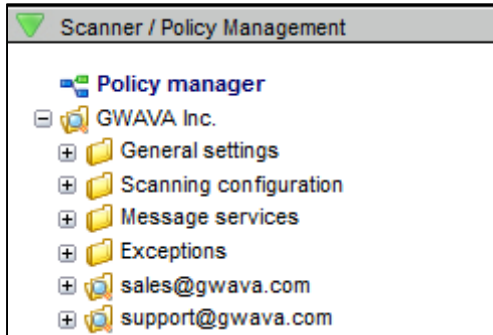 Scanner / Policy Management
Policy manager
GWAVA Inc.
General settings
Scanning configuration
Message services
Exceptions
sales@gwava.com
support@gwava.com